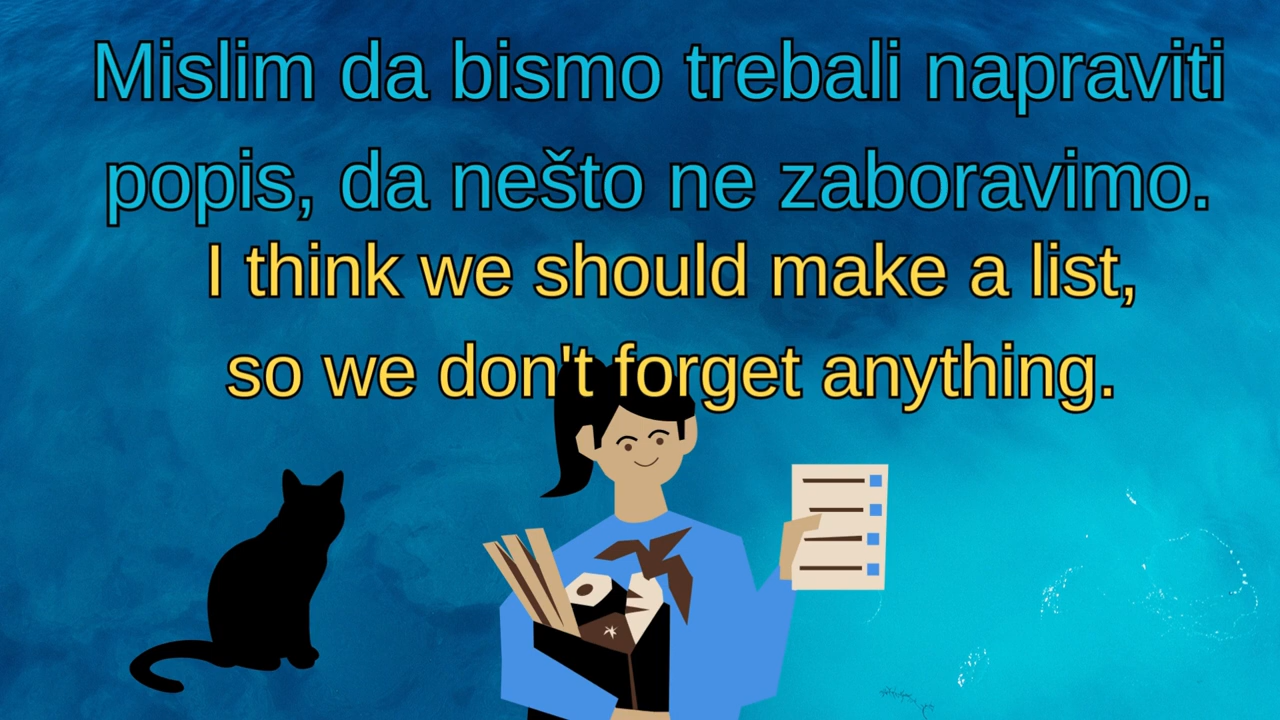 Mislim da bismo trebali napraviti
popis, da nešto ne zaboravimo.
I think we should make a list,
so we don't forget anything.